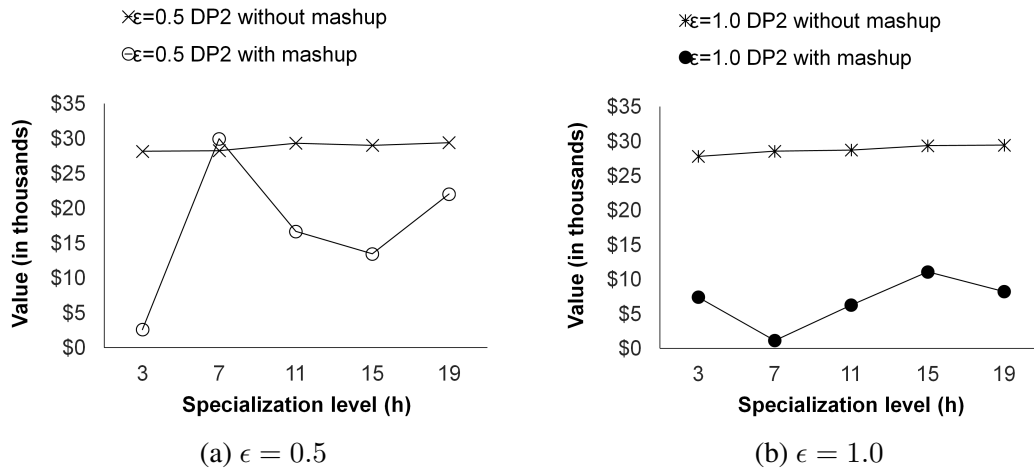 ε=0.5 DP2 without mashup
ε=0.5 DP2 with mashup
$35
$30
$25
$20
$15
$10
$5
$0
Value (in thousands)
3 7 11 15 19
Specialization level (h)
(a) ϵ = 0.5
ε=1.0 DP2 without mashup
ε=1.0 DP2 with mashup
$35
$30
$25
$20
$15
$10
$5
$0
Value (in thousands)
3 7 11 15 19
Specialization level (h)
(b) ϵ = 1.0